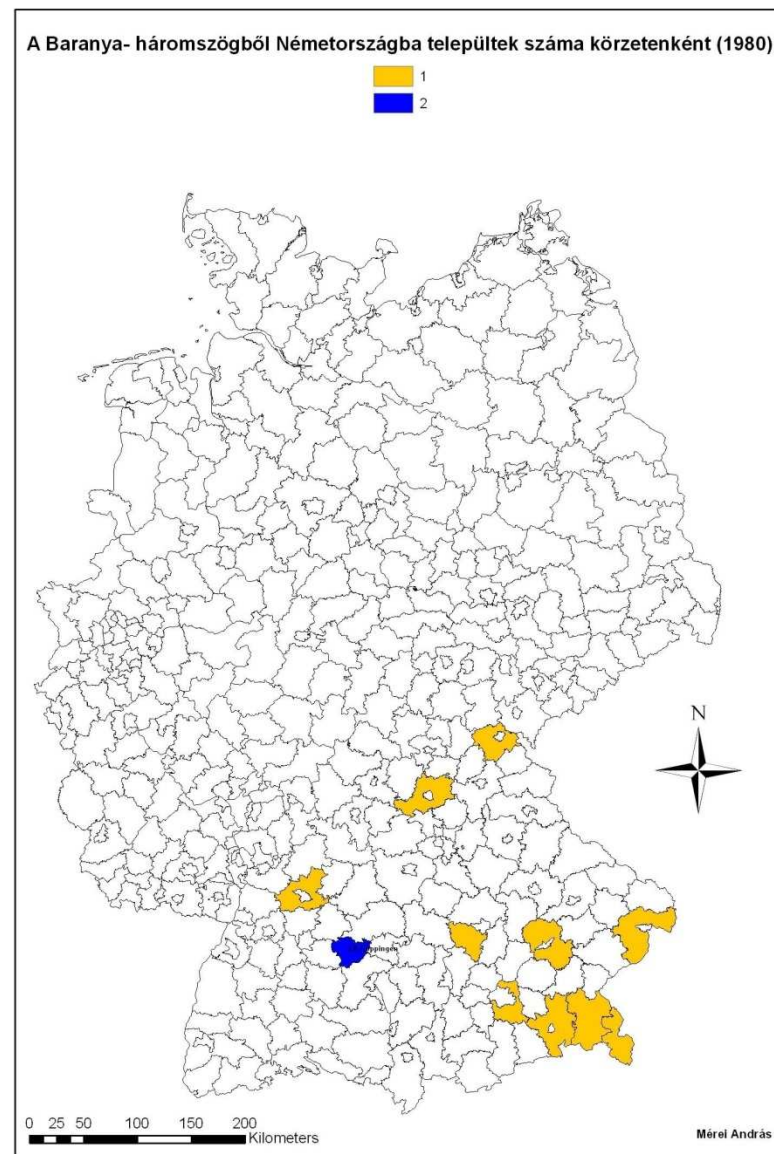 A Baranya- háromszögből Németországba települtek száma körzetenként (1980)
1
2
N
0 25 50 100 150 200
Kilometers
Mérei András